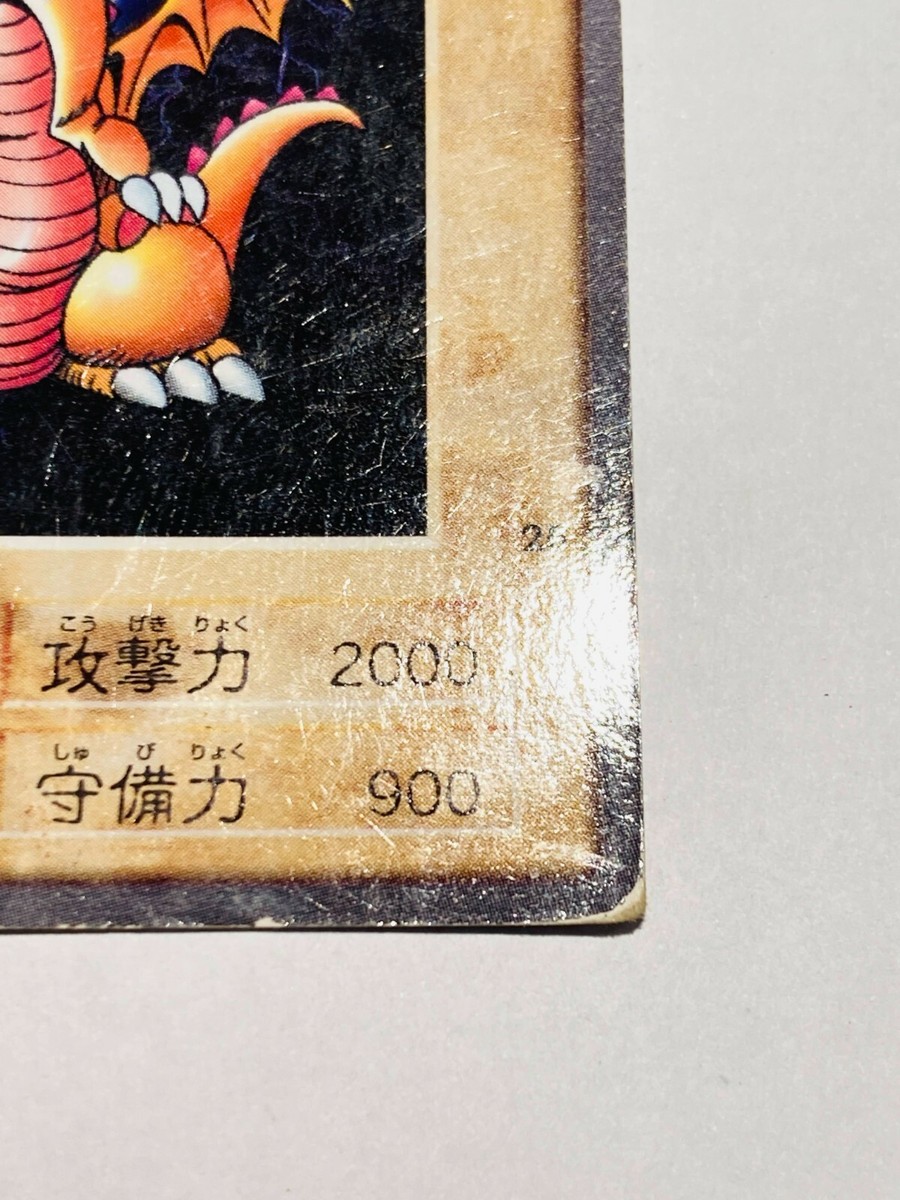 こう げき りょく
攻撃力 2000
しゅ び りょく
守備力 900